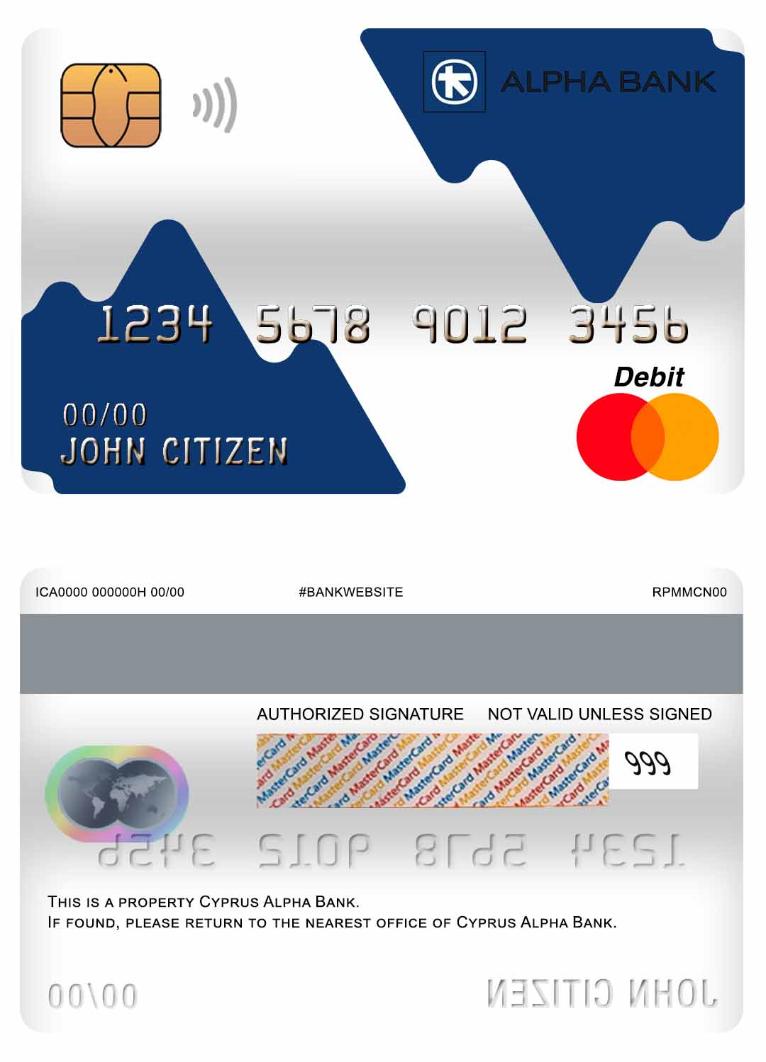 ALPHA BANK
1234 5678 9012 3456
Debit
00/00
JOHN CITIZEN
ICA0000 000000H 00/00 #BANKWEBSITE RPMMCN00
AUTHORIZED SIGNATURE NOT VALID UNLESS SIGNED
MasterCard MasterCard MasterCard MasterCard
999
1234 5678 9012 3456
THIS IS A PROPERTY CYPRUS ALPHA BANK.
IF FOUND, PLEASE RETURN TO THE NEAREST OFFICE OF CYPRUS ALPHA BANK.
00/00 JOHN CITIZEN